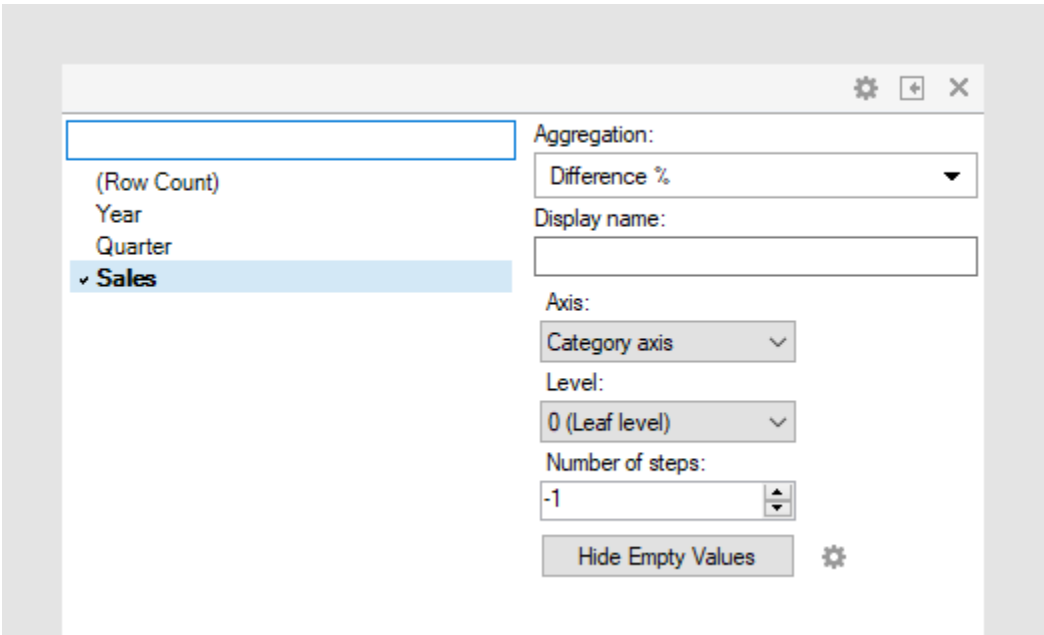 (Row Count)
Year
Quarter
Sales
Aggregation:
Difference %
Display name:
Axis:
Category axis
Level:
0 (Leaf level)
Number of steps:
-1
Hide Empty Values